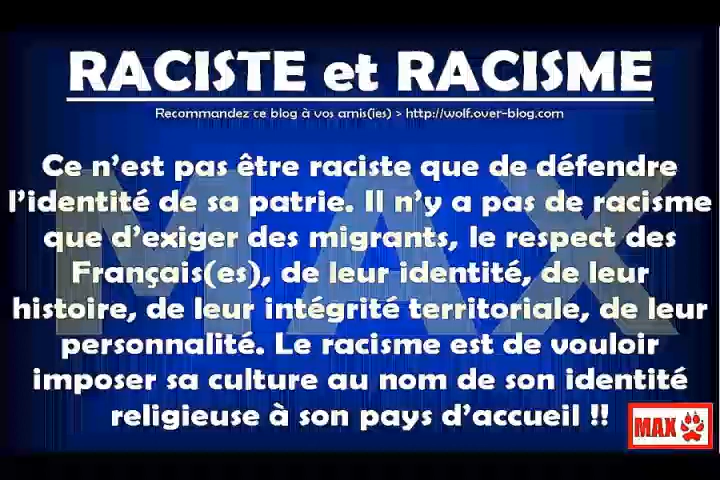 RACISTE et RACISME
Recommandez ce blog à vos amis(ies) > http://wolf.over-blog.com
Ce n'est pas être raciste que de défendre
l'identité de sa patrie. Il n'y a pas de racisme
que d'exiger des migrants, le respect des
Français(es), de leur identité, de leur
histoire, de leur intégrité territoriale, de leur
personnalité. Le racisme est de vouloir
imposer sa culture au nom de son identité
religieuse à son pays d'accueil !!
MAX
MAX